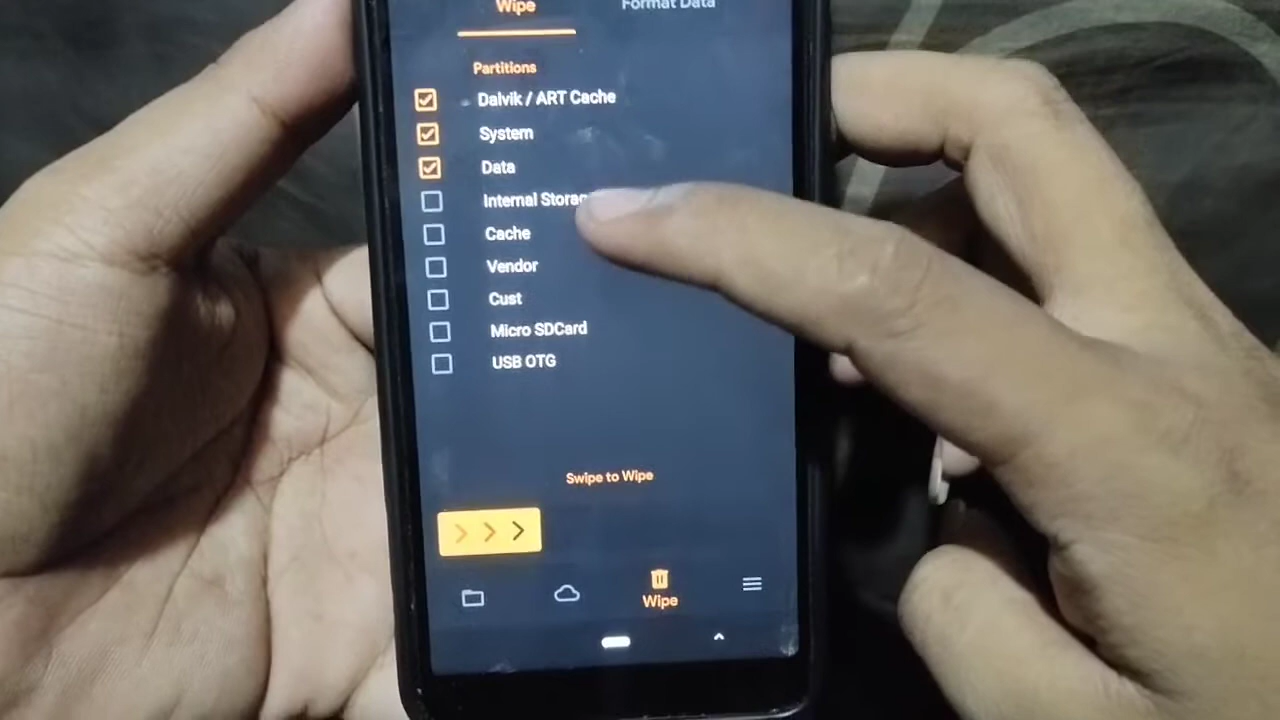 Wipe
Format Data
Partitions
Dalvik / ART Cache
System
Data
Internal Storag
Cache
Vendor
Cust
Micro SDCard
USB OTG
Swipe to Wipe
Wipe